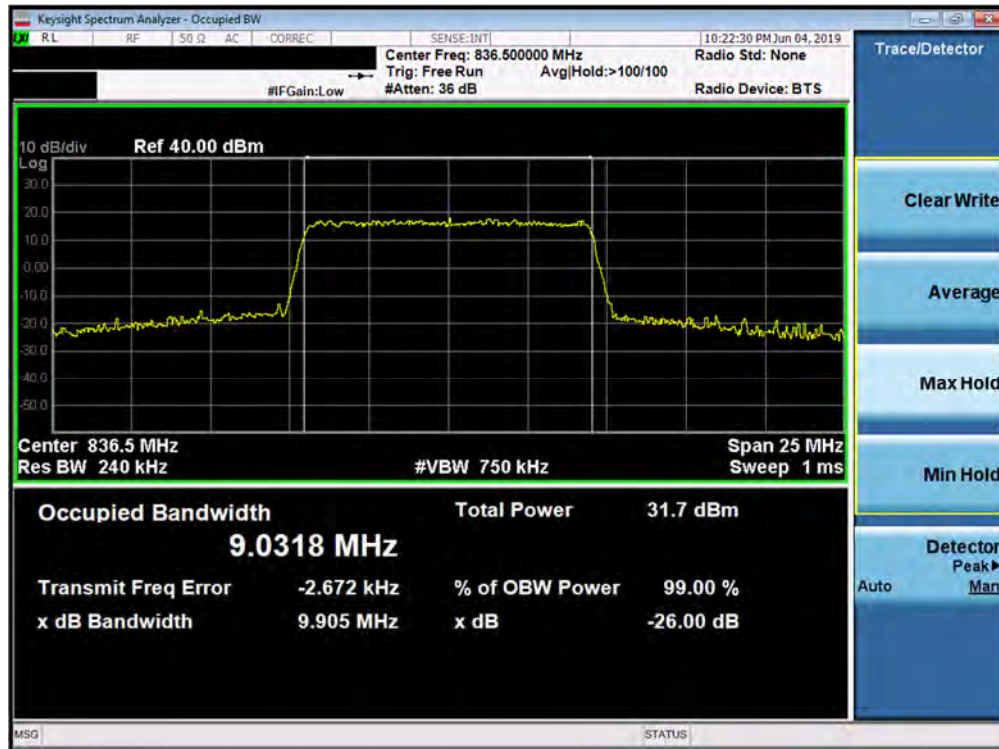 Keysight Spectrum Analyzer - Occupied BW
LXI RL RF 50 Ω AC CORREC SENSE:INT 10:22:30 PM Jun 04, 2019
Center Freq: 836.500000 MHz Radio Std: None
Trig: Free Run Avg|Hold:>100/100
#IFGain:Low #Atten: 36 dB Radio Device: BTS
10 dB/div Ref 40.00 dBm
Log
30.0
20.0
10.0
0.00
-10.0
-20.0
-30.0
-40.0
-50.0
Center 836.5 MHz Span 25 MHz
Res BW 240 kHz #VBW 750 kHz Sweep 1 ms
Occupied Bandwidth Total Power 31.7 dBm
9.0318 MHz
Transmit Freq Error -2.672 kHz % of OBW Power 99.00 %
x dB Bandwidth 9.905 MHz x dB -26.00 dB
Trace/Detector
Clear Write
Average
Max Hold
Min Hold
Detector
Peak▶
Auto Man
MSG STATUS